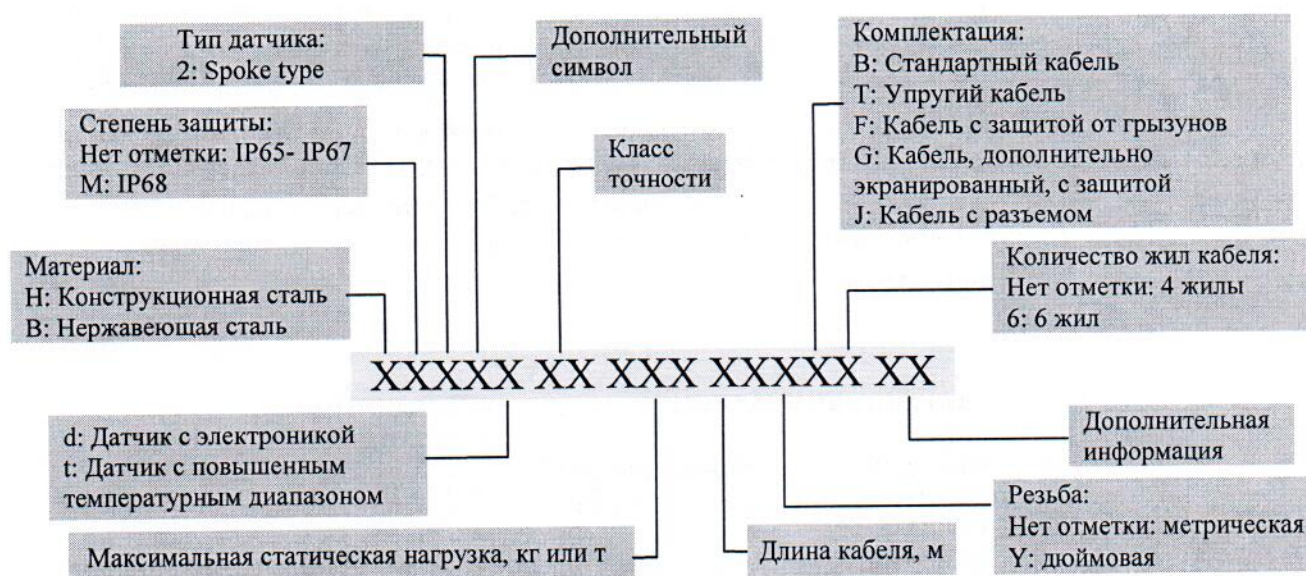 Тип датчика:
2: Spoke type
Дополнительный
символ
Комплектация:
B: Стандартный кабель
T: Упругий кабель
F: Кабель с защитой от грызунов
G: Кабель, дополнительно
экранированный, с защитой
J: Кабель с разъемом
Степень защиты:
Нет отметки: IP65- IP67
M: IP68
Класс
точности
Материал:
H: Конструкционная сталь
B: Нержавеющая сталь
Количество жил кабеля:
Нет отметки: 4 жилы
6: 6 жил
XXXXX XX XXX XXXXX XX
d: Датчик с электроникой
t: Датчик с повышенным
температурным диапазоном
Дополнительная
информация
Резьба:
Нет отметки: метрическая
Y: дюймовая
Максимальная статическая нагрузка, кг или т
Длина кабеля, м